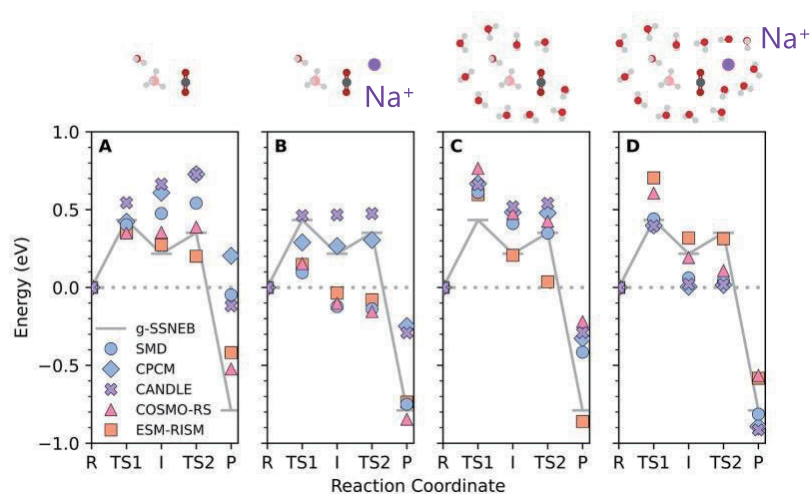 Na⁺
Na⁺
A
B
C
D
1.0
0.5
0.0
−0.5
−1.0
Energy (eV)
g-SSNEB
SMD
CPCM
CANDLE
COSMO-RS
ESM-RISM
R TS1 I TS2 P
R TS1 I TS2 P
R TS1 I TS2 P
R TS1 I TS2 P
Reaction Coordinate